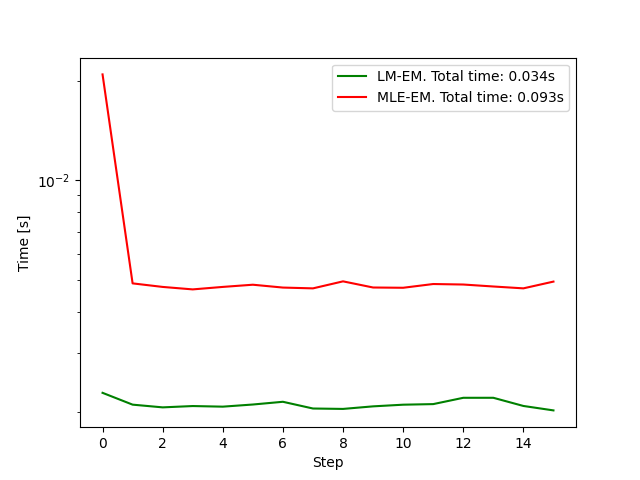 LM-EM. Total time: 0.034s
MLE-EM. Total time: 0.093s
10⁻²
Time [s]
0 2 4 6 8 10 12 14
Step